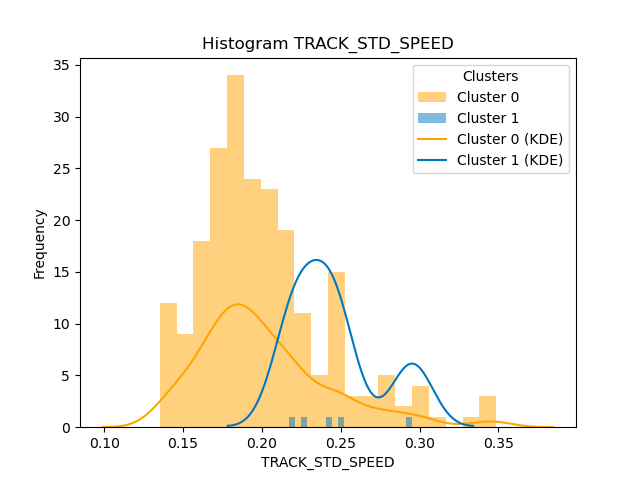 Histogram TRACK_STD_SPEED
Clusters
Cluster 0
Cluster 1
Cluster 0 (KDE)
Cluster 1 (KDE)
Frequency
35
30
25
20
15
10
5
0
0.10 0.15 0.20 0.25 0.30 0.35
TRACK_STD_SPEED